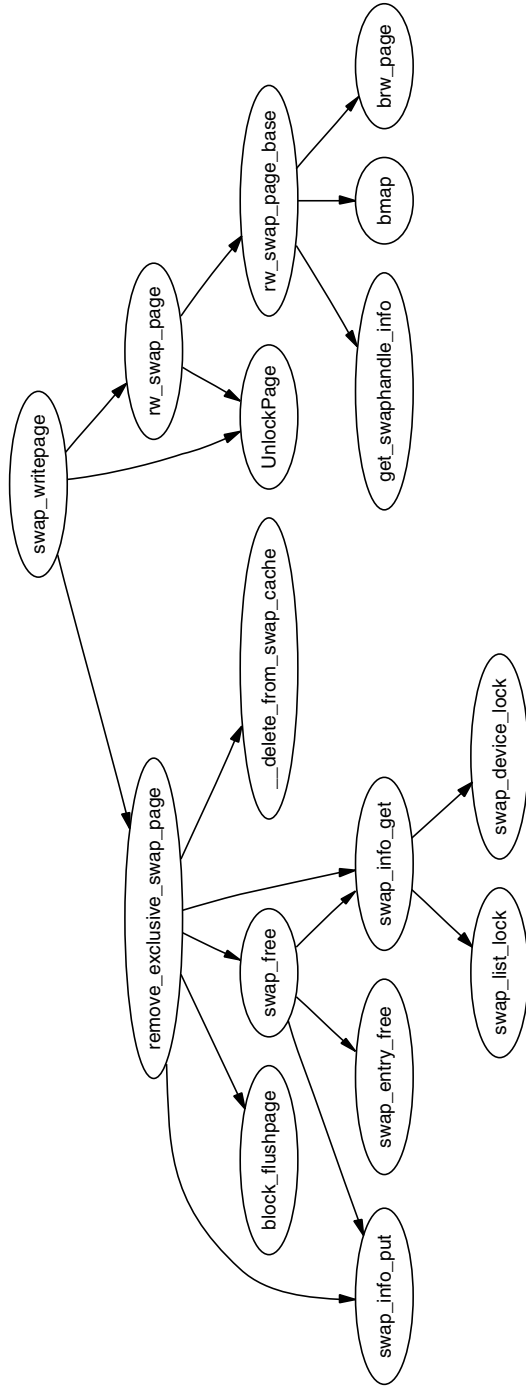 swap_writepage
remove_exclusive_swap_page
rw_swap_page
block_flushpage
swap_free
__delete_from_swap_cache
UnlockPage
rw_swap_page_base
swap_info_put
swap_entry_free
swap_info_get
get_swaphandle_info
bmap
brw_page
swap_list_lock
swap_device_lock